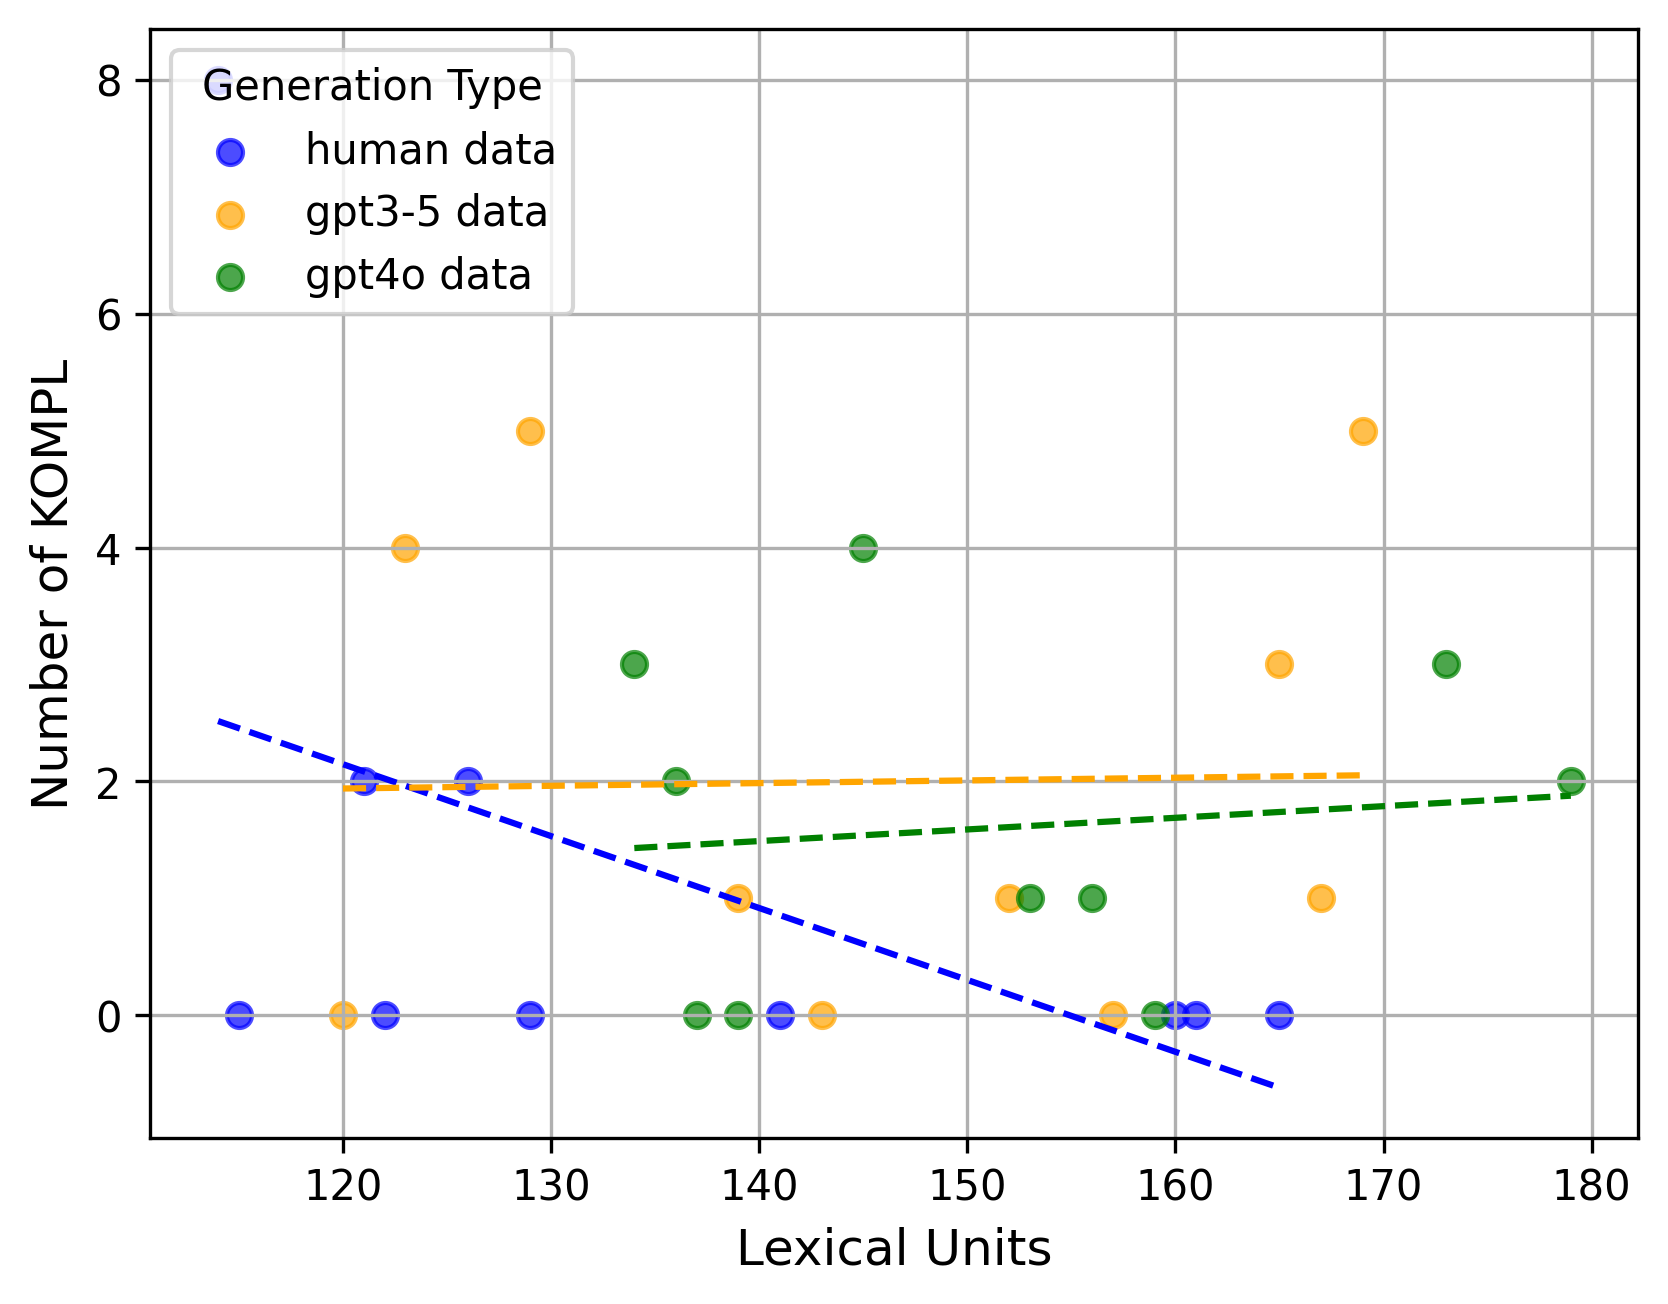 Generation Type
human data
gpt3-5 data
gpt4o data
8
6
4
2
0
Number of KOMPL
120 130 140 150 160 170 180
Lexical Units